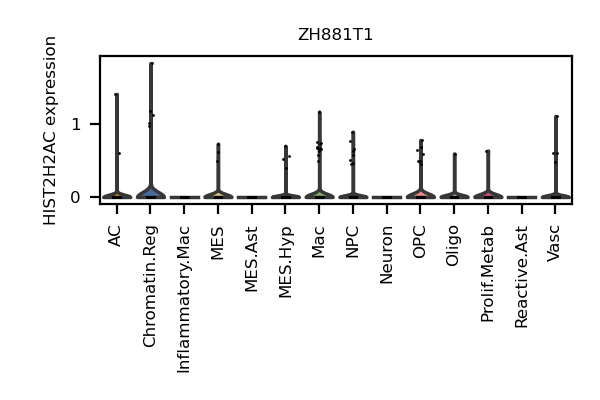 ZH881T1
HIST2H2AC expression
1
0
AC
Chromatin.Reg
Inflammatory.Mac
MES
MES.Ast
MES.Hyp
Mac
NPC
Neuron
OPC
Oligo
Prolif.Metab
Reactive.Ast
Vasc